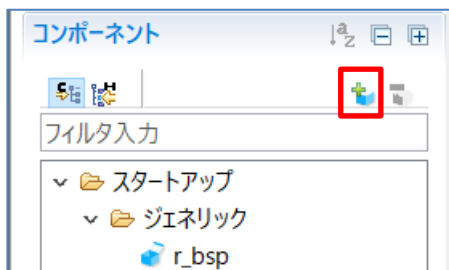 コンポーネント
フィルタ入力
スタートアップ
ジェネリック
r_bsp